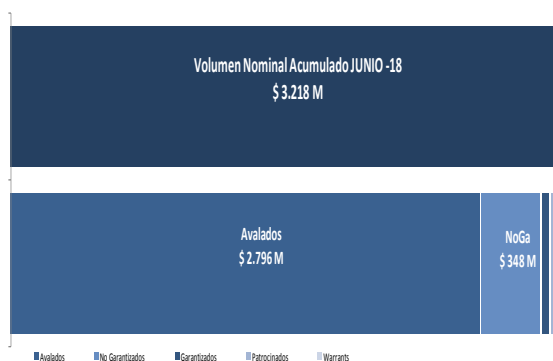 Volumen Nominal Acumulado JUNIO -18
$ 3.218 M
Avalados
$ 2.796 M
NoGa
$ 348 M
Avalados No Garantizados Garantizados Patrocinados Warrants